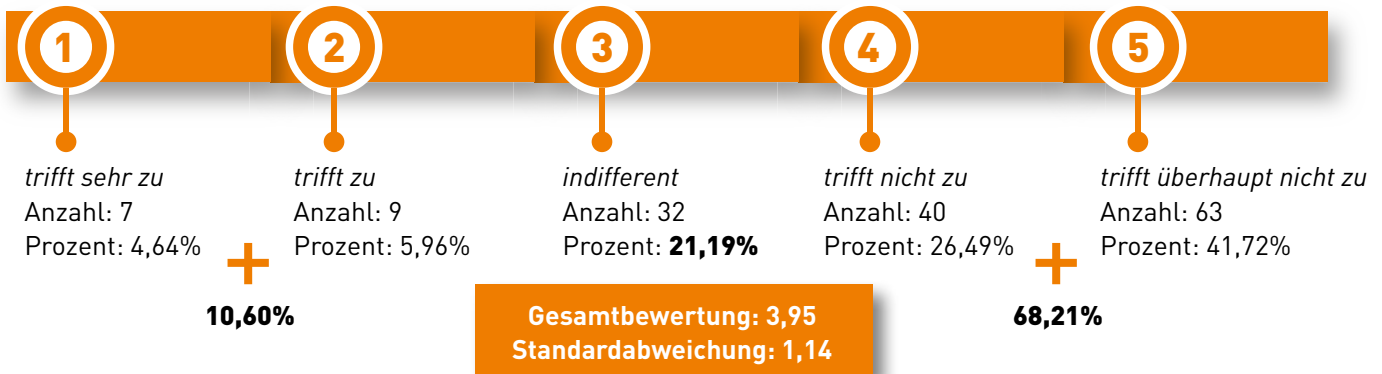 1
2
3
4
5
trifft sehr zu
Anzahl: 7
Prozent: 4,64%
trifft zu
Anzahl: 9
Prozent: 5,96%
indifferent
Anzahl: 32
Prozent: 21,19%
trifft nicht zu
Anzahl: 40
Prozent: 26,49%
trifft überhaupt nicht zu
Anzahl: 63
Prozent: 41,72%
+
10,60%
+
68,21%
Gesamtbewertung: 3,95
Standardabweichung: 1,14